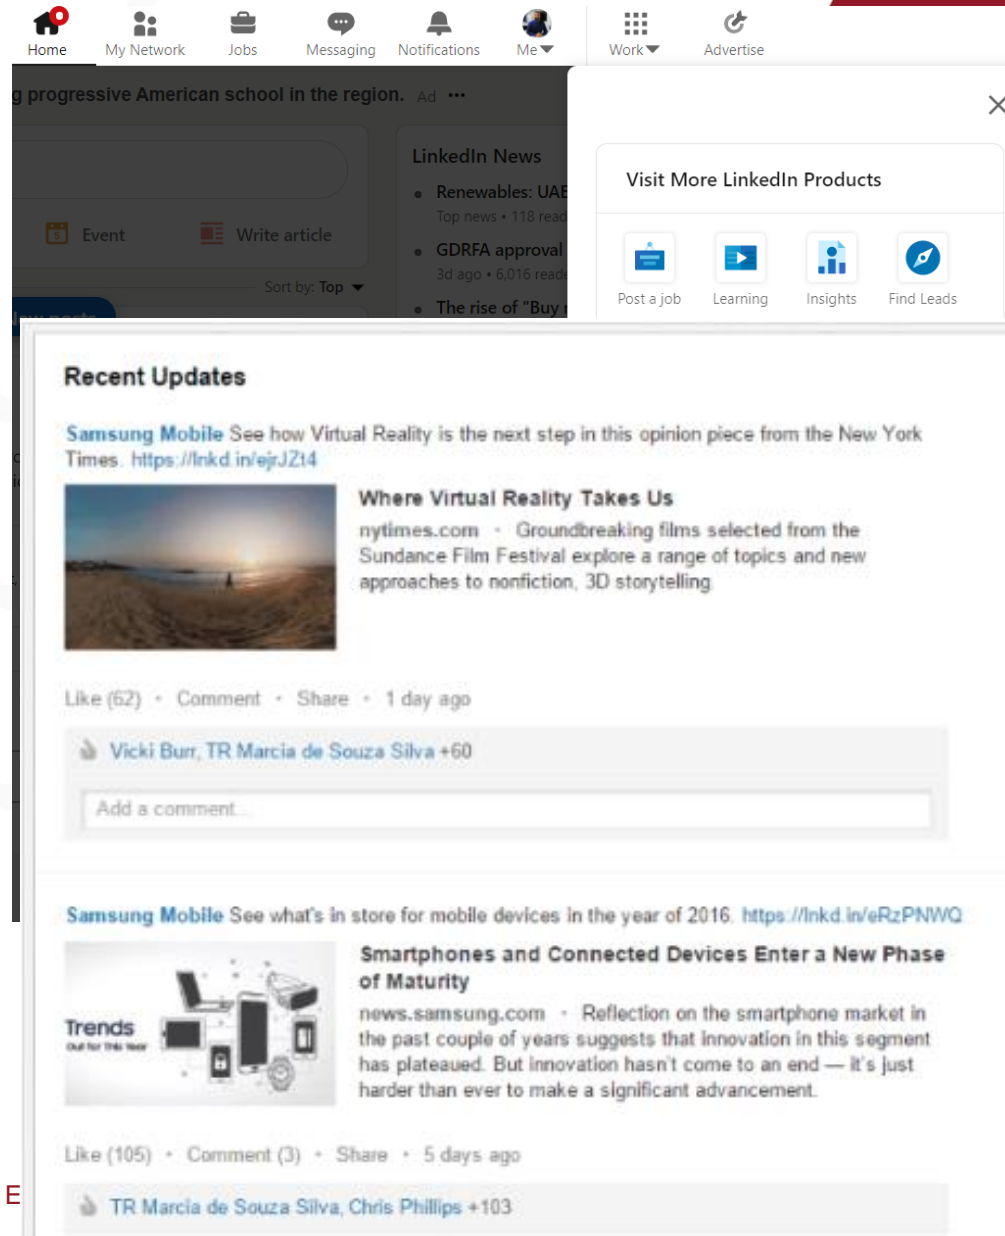 Home My Network Jobs Messaging Notifications Me Work Advertise
g progressive American school in the region. Ad
LinkedIn News
Renewables: UAE
Top news • 118 read
GDRFA approval
3d ago • 6,016 reade
The rise of "Buy
Event Write article
Sort by: Top
New posts
Visit More LinkedIn Products
Post a job Learning Insights Find Leads
Recent Updates
Samsung Mobile See how Virtual Reality is the next step in this opinion piece from the New York
Times. https://lnkd.in/ejrJZt4
Where Virtual Reality Takes Us
nytimes.com · Groundbreaking films selected from the
Sundance Film Festival explore a range of topics and new
approaches to nonfiction, 3D storytelling.
Like (62) · Comment · Share · 1 day ago
Vicki Burr, TR Marcia de Souza Silva +60
Add a comment...
Samsung Mobile See what's in store for mobile devices in the year of 2016. https://lnkd.in/eRzPNWQ
Trends
Out for This Year
Smartphones and Connected Devices Enter a New Phase
of Maturity
news.samsung.com · Reflection on the smartphone market in
the past couple of years suggests that innovation in this segment
has plateaued. But innovation hasn't come to an end — it's just
harder than ever to make a significant advancement.
Like (105) · Comment (3) · Share · 5 days ago
E
TR Marcia de Souza Silva, Chris Phillips +103